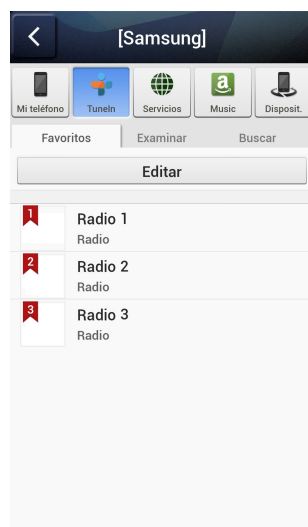 [Samsung]
Mi teléfono TuneIn Servicios Music Disposit.
Favoritos Examinar Buscar
Editar
1 Radio 1
Radio
2 Radio 2
Radio
3 Radio 3
Radio